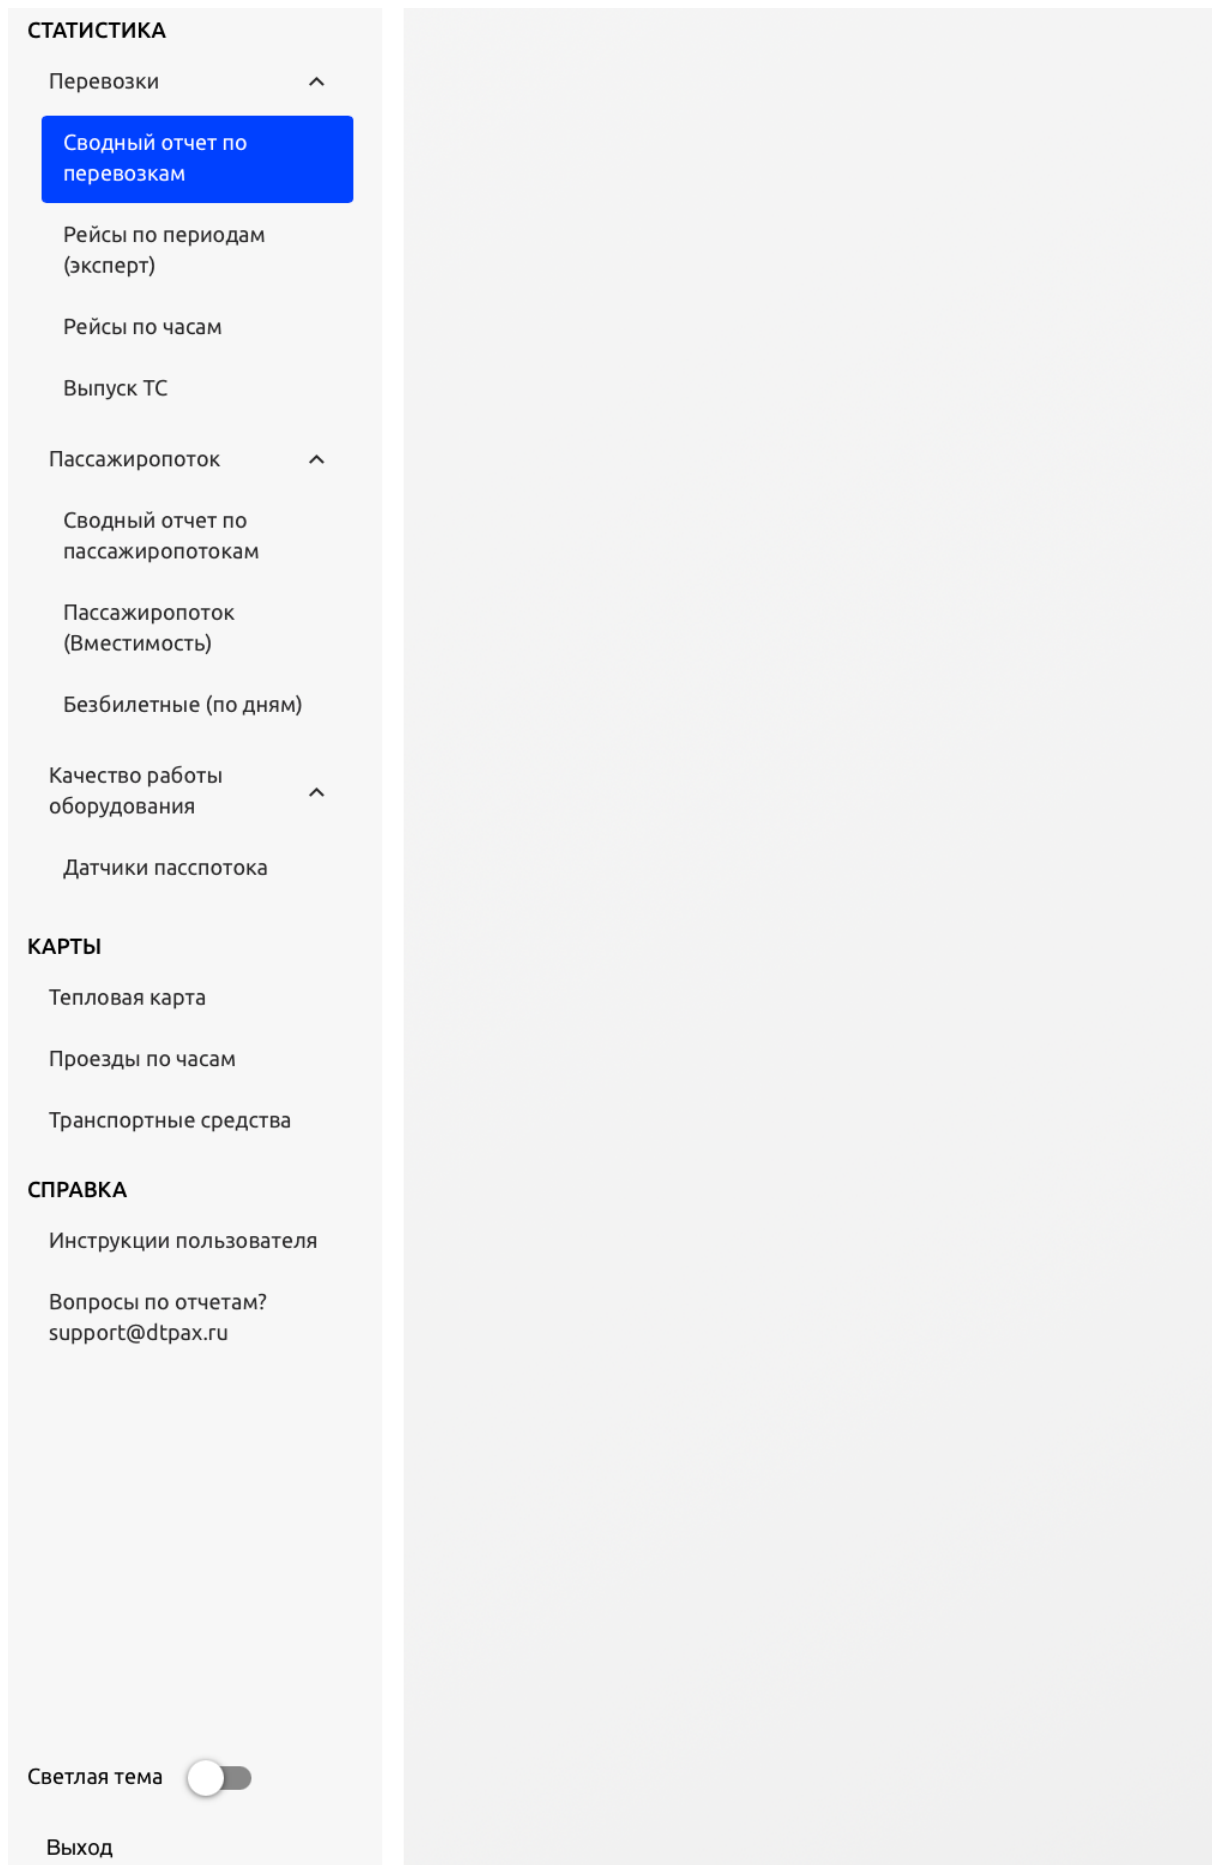 СТАТИСТИКА
Перевозки
Сводный отчет по
перевозкам
Рейсы по периодам
(эксперт)
Рейсы по часам
Выпуск ТС
Пассажиропоток
Сводный отчет по
пассажиропотокам
Пассажиропоток
(Вместимость)
Безбилетные (по дням)
Качество работы
оборудования
Датчики пасспотока
КАРТЫ
Тепловая карта
Проезды по часам
Транспортные средства
СПРАВКА
Инструкции пользователя
Вопросы по отчетам?
support@dtpax.ru
Светлая тема
Выход